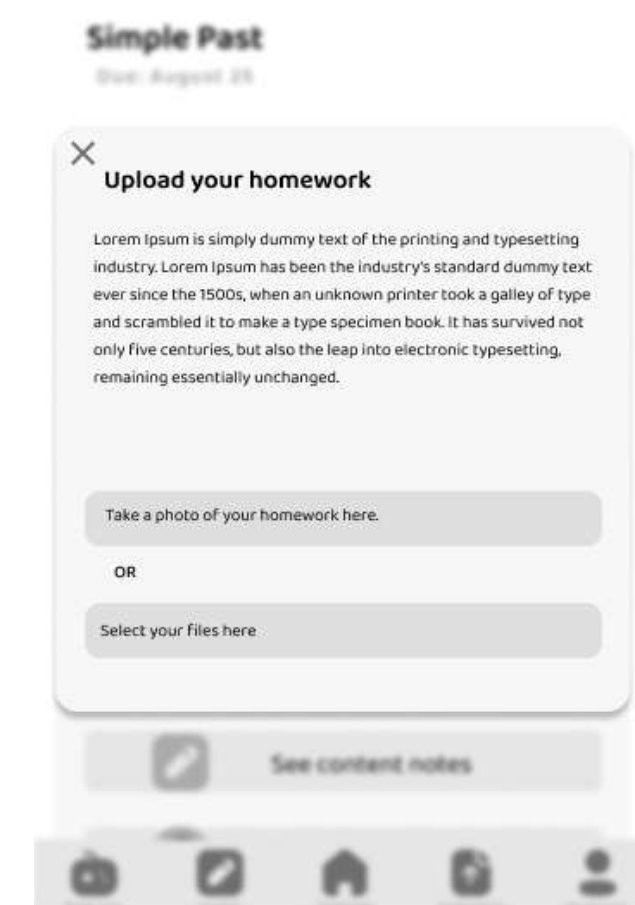 Simple Past
Due: August 25
Upload your homework
Lorem Ipsum is simply dummy text of the printing and typesetting
industry. Lorem Ipsum has been the industry's standard dummy text
ever since the 1500s, when an unknown printer took a galley of type
and scrambled it to make a type specimen book. It has survived not
only five centuries, but also the leap into electronic typesetting,
remaining essentially unchanged.
Take a photo of your homework here.
OR
Select your files here
See content notes